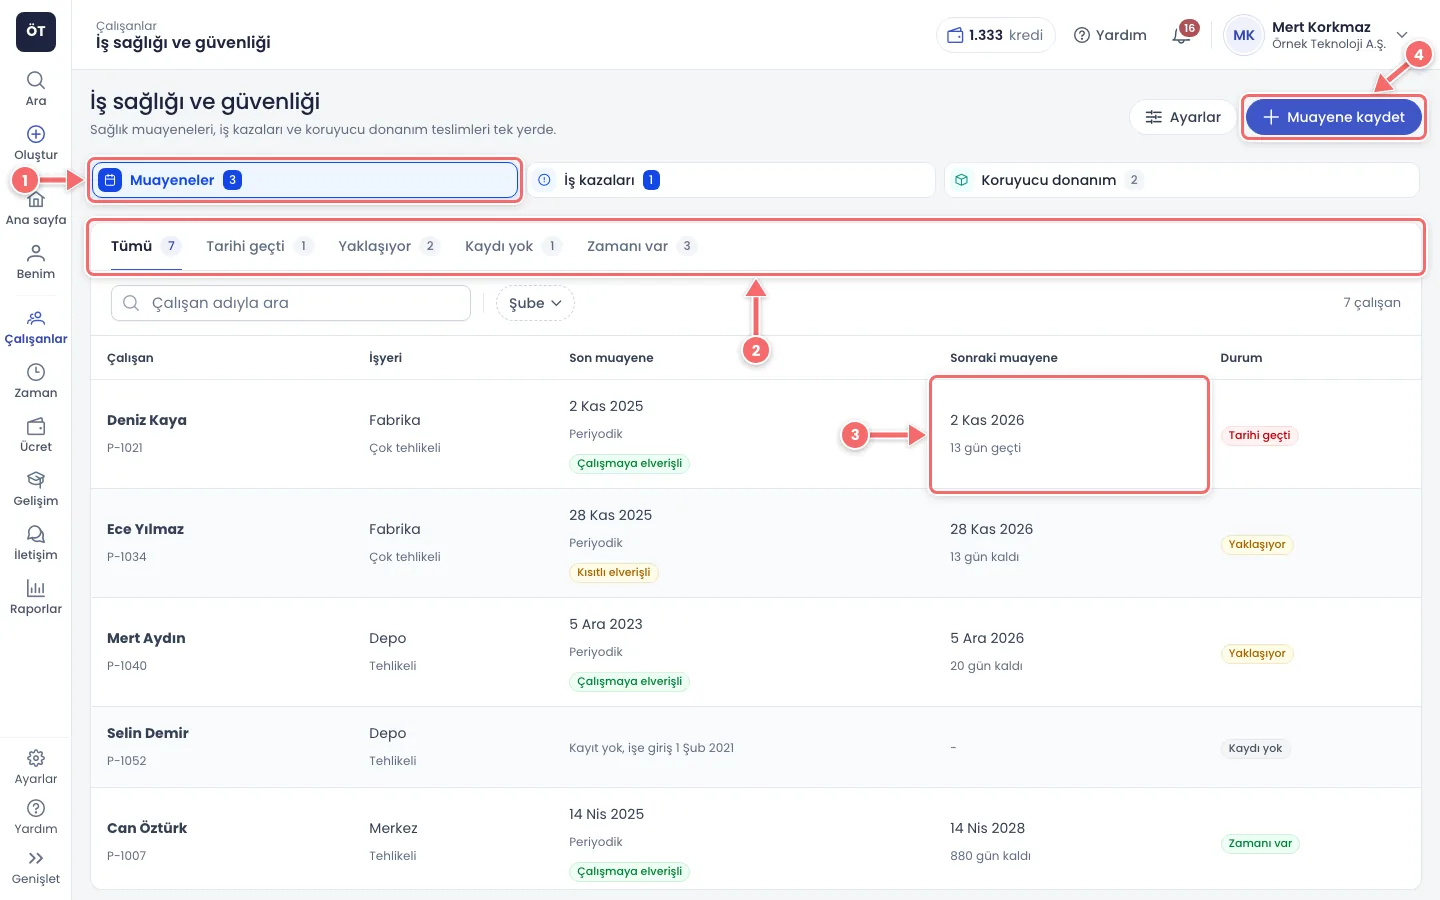 ÖT
Ara
Oluştur
Ana sayfa
Benim
Çalışanlar
Zaman
Ücret
Gelişim
İletişim
Raporlar
Ayarlar
Yardım
Genişlet
Çalışanlar
İş sağlığı ve güvenliği
1.333 kredi
Yardım
16
MK
Mert Korkmaz
Örnek Teknoloji A.Ş.
İş sağlığı ve güvenliği
Sağlık muayeneleri, iş kazaları ve koruyucu donanım teslimleri tek yerde.
Ayarlar
Muayene kaydet
4
1
Muayeneler 3
İş kazaları 1
Koruyucu donanım 2
Tümü 7
Tarihi geçti 1
Yaklaşıyor 2
Kaydı yok 1
Zamanı var 3
2
Çalışan adıyla ara
Şube
7 çalışan
Çalışan İşyeri Son muayene Sonraki muayene Durum
Deniz Kaya
P-1021
Fabrika
Çok tehlikeli
2 Kas 2025
Periyodik
Çalışmaya elverişli
3
2 Kas 2026
13 gün geçti
Tarihi geçti
Ece Yılmaz
P-1034
Fabrika
Çok tehlikeli
28 Kas 2025
Periyodik
Kısıtlı elverişli
28 Kas 2026
13 gün kaldı
Yaklaşıyor
Mert Aydın
P-1040
Depo
Tehlikeli
5 Ara 2023
Periyodik
Çalışmaya elverişli
5 Ara 2026
20 gün kaldı
Yaklaşıyor
Selin Demir
P-1052
Depo
Tehlikeli
Kayıt yok, işe giriş 1 Şub 2021
-
Kaydı yok
Can Öztürk
P-1007
Merkez
Tehlikeli
14 Nis 2025
Periyodik
Çalışmaya elverişli
14 Nis 2028
880 gün kaldı
Zamanı var